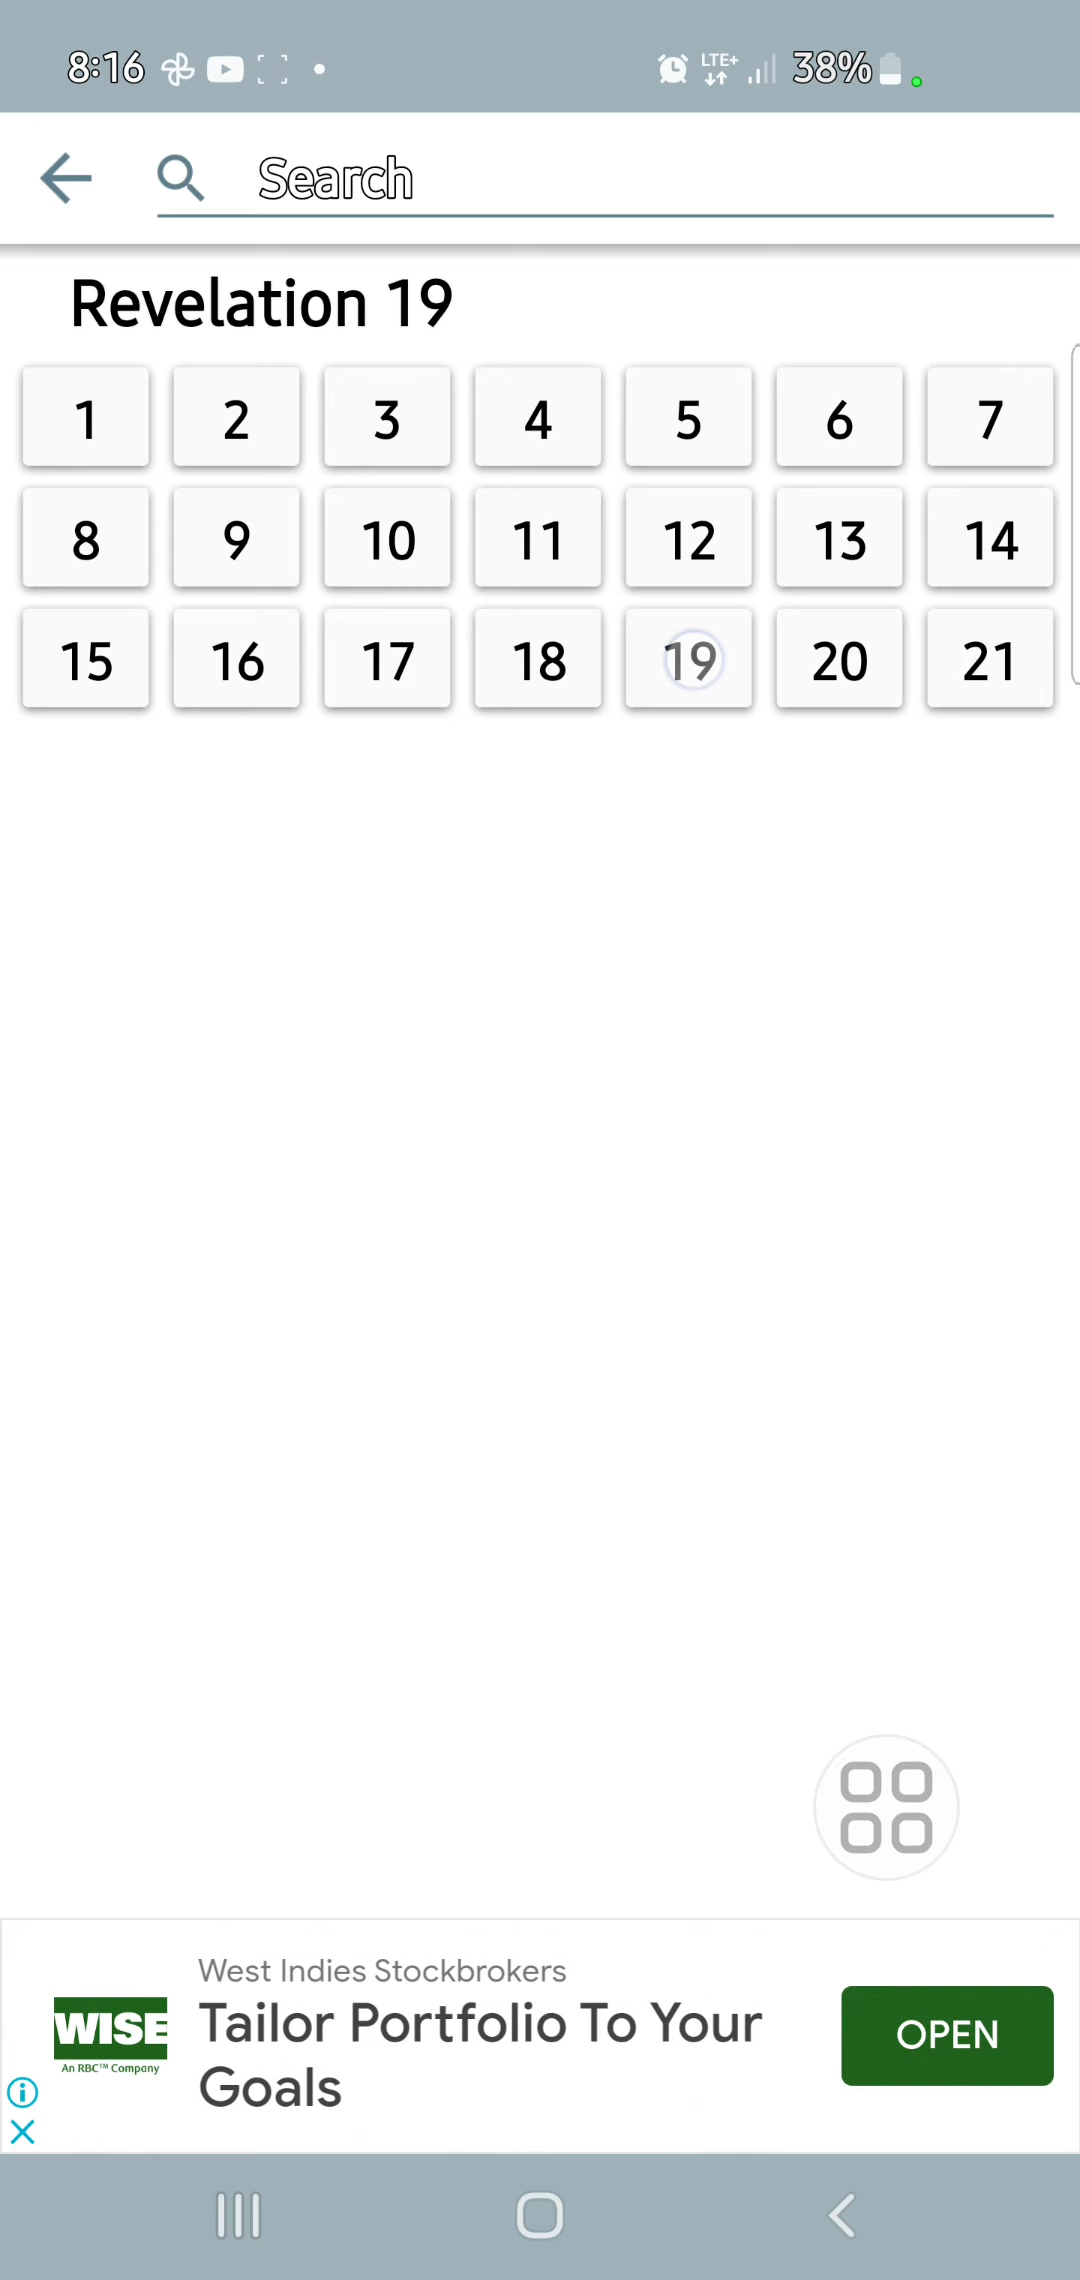 8:16 LTE+ 38%
Search
Revelation 19
1 2 3 4 5 6 7
8 9 10 11 12 13 14
15 16 17 18 19 20 21
West Indies Stockbrokers
WISE
An RBC™ Company
Tailor Portfolio To Your
Goals
OPEN